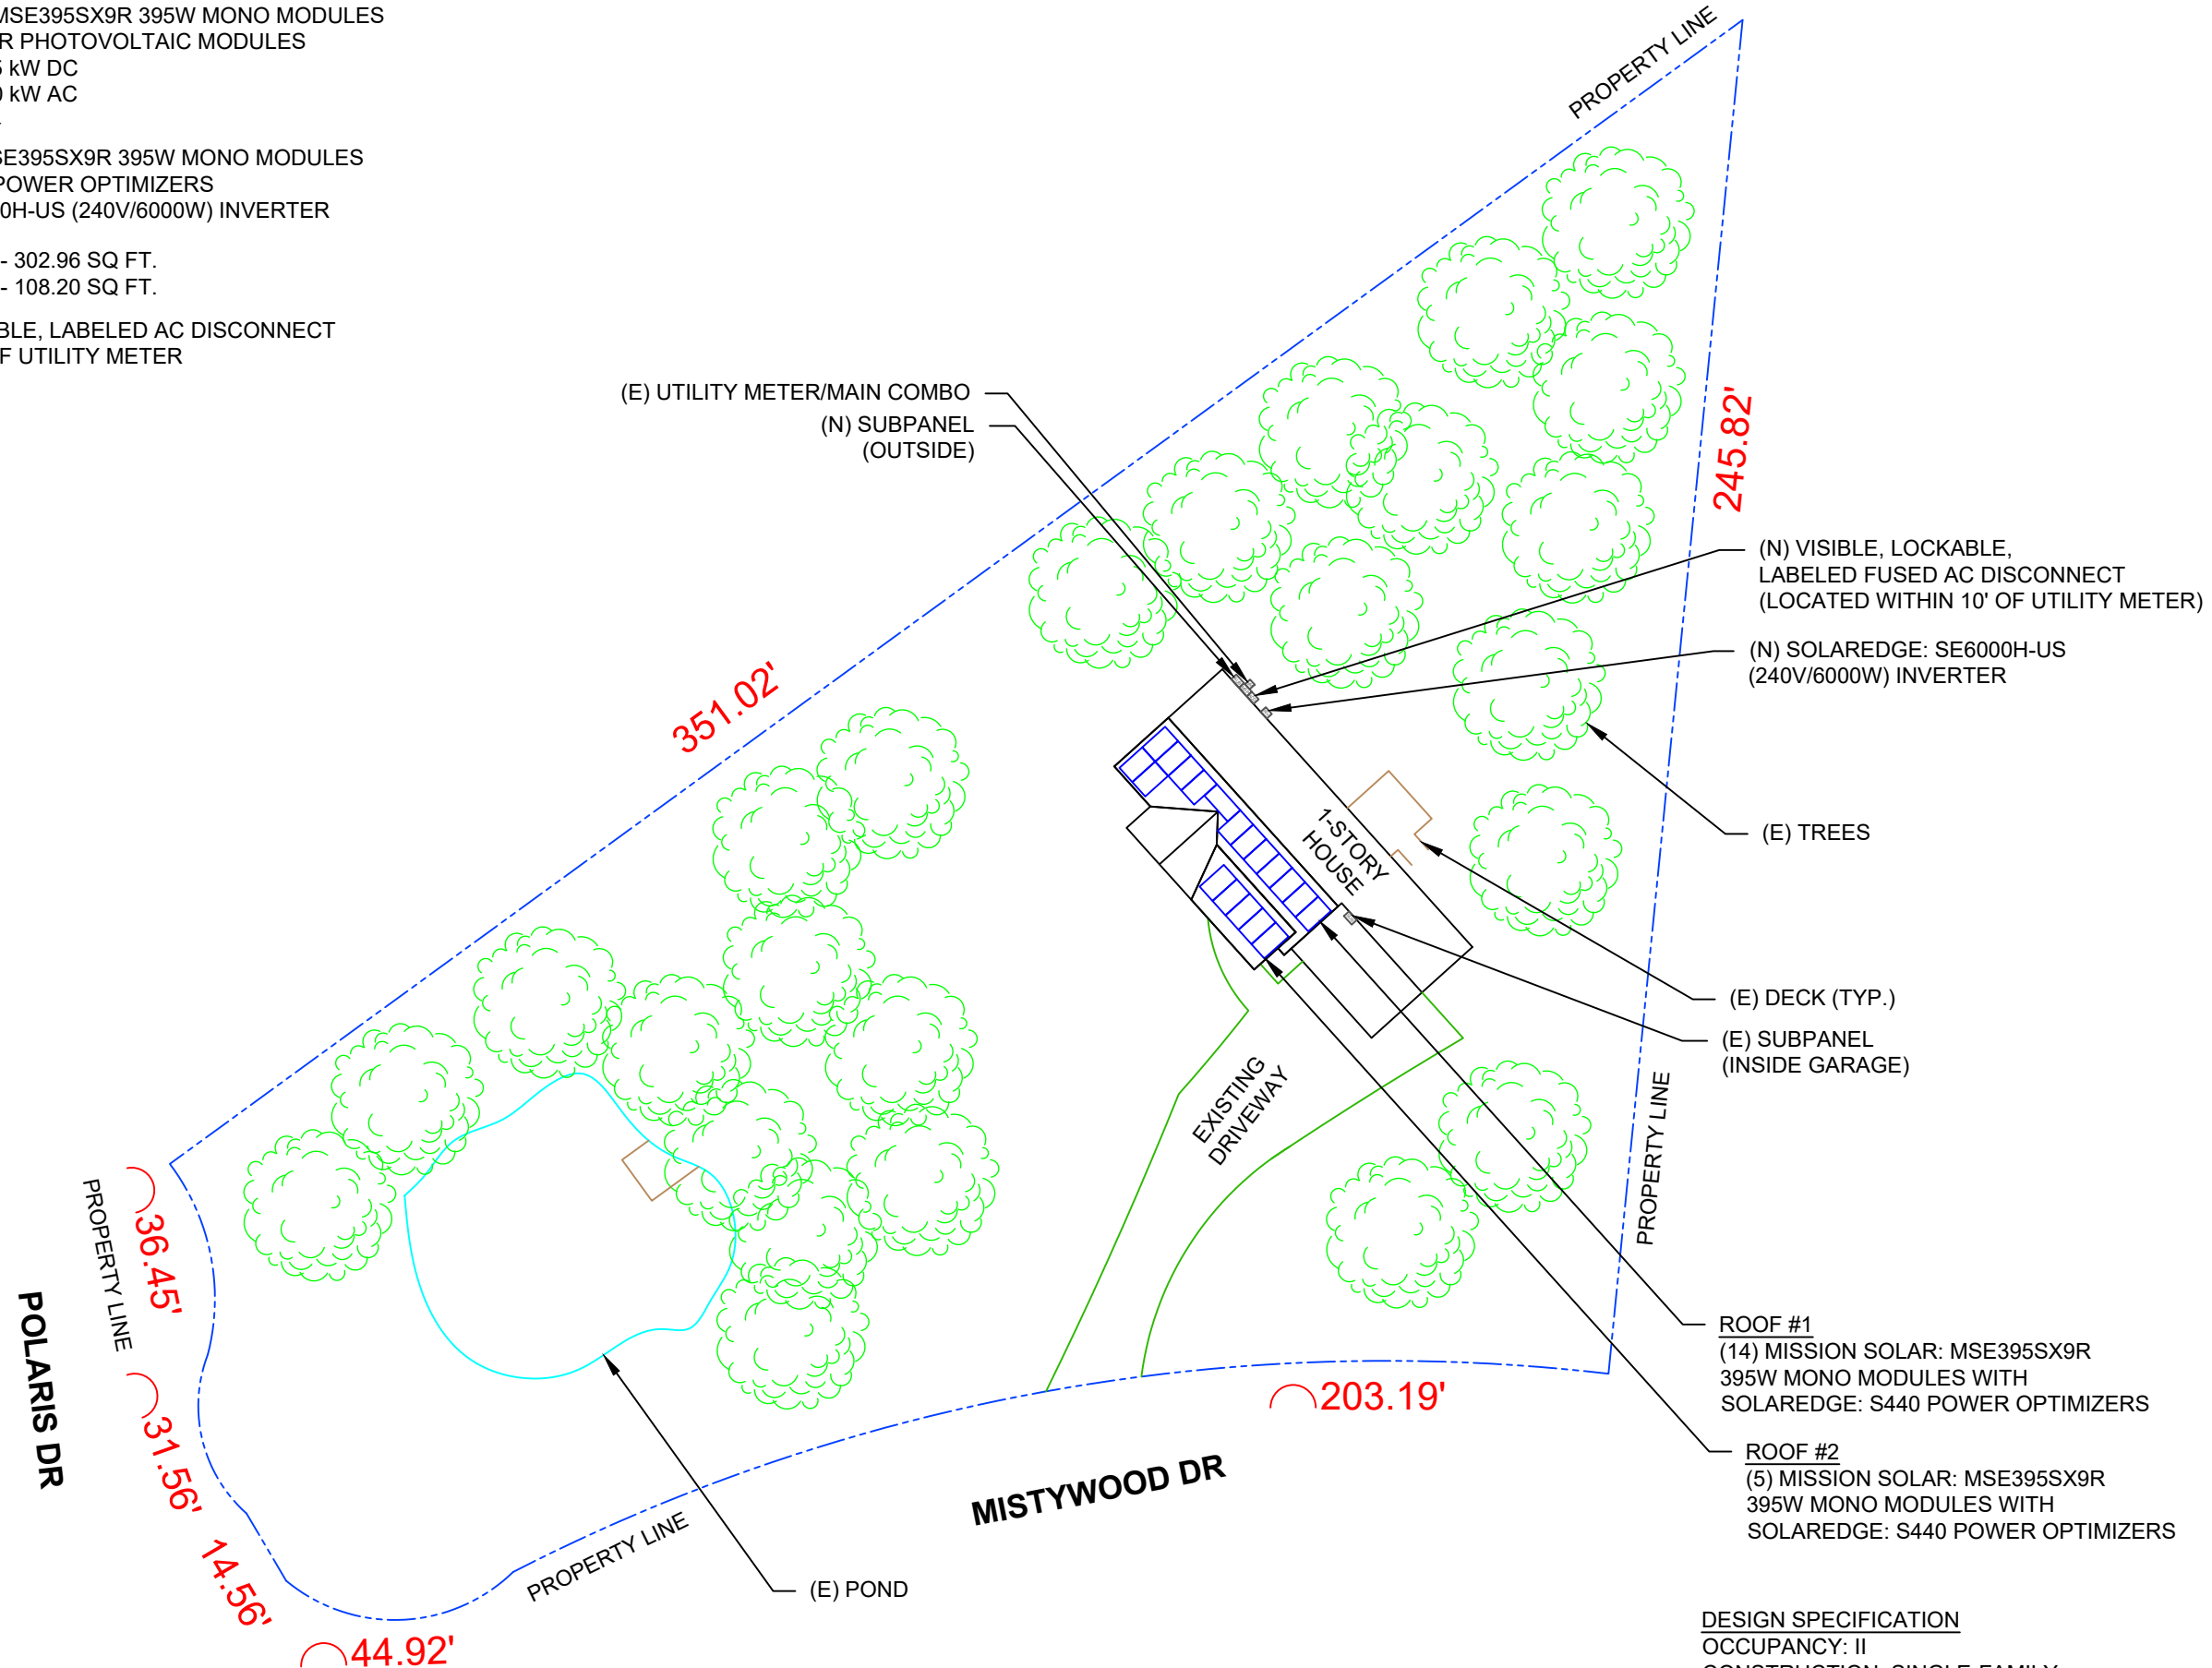 MSE395SX9R 395W MONO MODULES
R PHOTOVOLTAIC MODULES
kW DC
kW AC
SE395SX9R 395W MONO MODULES
POWER OPTIMIZERS
0H-US (240V/6000W) INVERTER
- 302.96 SQ FT.
- 108.20 SQ FT.
BLE, LABELED AC DISCONNECT
F UTILITY METER
PROPERTY LINE
(E) UTILITY METER/MAIN COMBO
(N) SUBPANEL
(OUTSIDE)
245.82'
(N) VISIBLE, LOCKABLE,
LABELED FUSED AC DISCONNECT
(LOCATED WITHIN 10' OF UTILITY METER)
(N) SOLAREDGE: SE6000H-US
(240V/6000W) INVERTER
351.02'
1-STORY
HOUSE
(E) TREES
(E) DECK (TYP.)
(E) SUBPANEL
(INSIDE GARAGE)
EXISTING
DRIVEWAY
PROPERTY LINE
36.45'
PROPERTY LINE
POLARIS DR
31.56'
14.56'
44.92'
PROPERTY LINE
(E) POND
MISTYWOOD DR
203.19'
ROOF #1
(14) MISSION SOLAR: MSE395SX9R
395W MONO MODULES WITH
SOLAREDGE: S440 POWER OPTIMIZERS
ROOF #2
(5) MISSION SOLAR: MSE395SX9R
395W MONO MODULES WITH
SOLAREDGE: S440 POWER OPTIMIZERS
DESIGN SPECIFICATION
OCCUPANCY: II
CONSTRUCTION: SINGLE-FAMILY